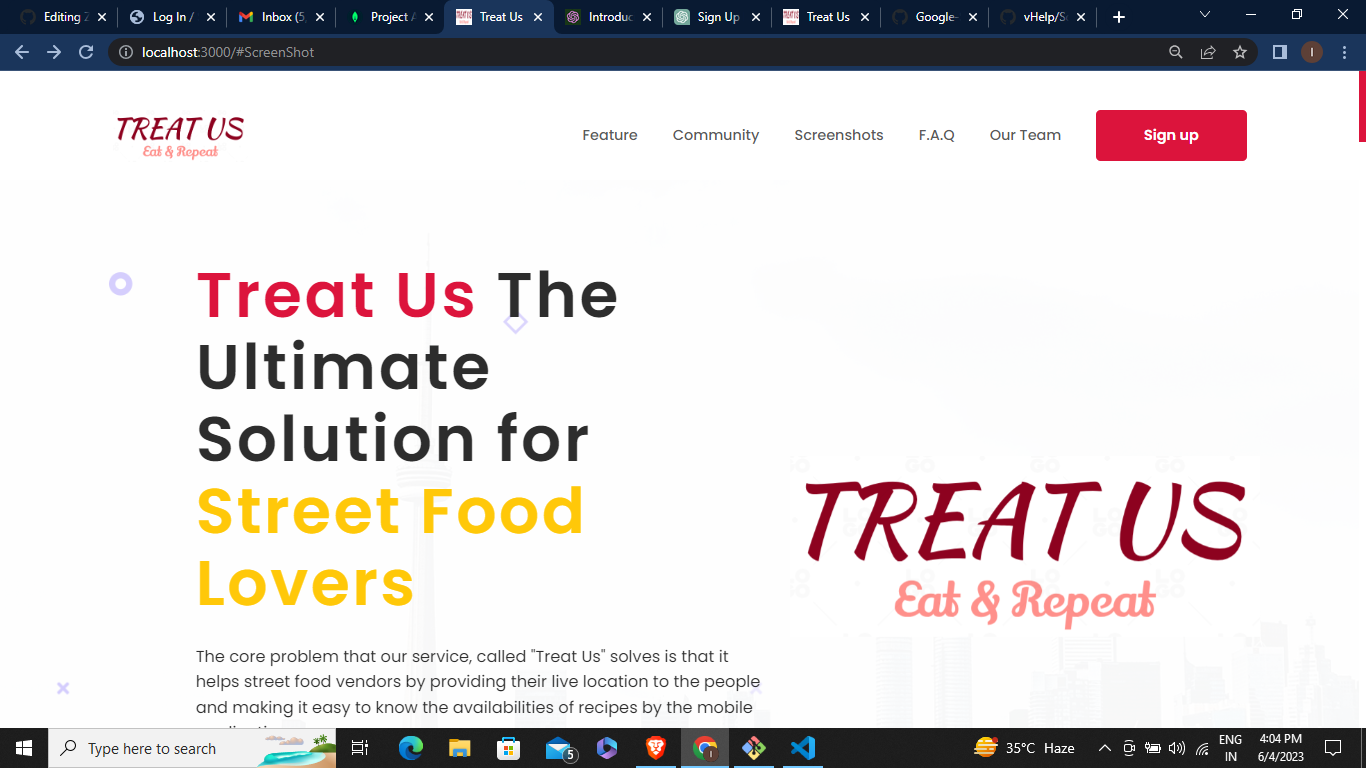 Editing 2
Log In /
Inbox (5,
Project A
Treat Us
Introduc
Sign Up
Treat Us
Google-
vHelp/Sc
localhost:3000/#ScreenShot
I
TREAT US
Eat & Repeat
Feature
Community
Screenshots
F.A.Q
Our Team
Sign up
Treat Us The
Ultimate
Solution for
Street Food
Lovers
TREAT US
Eat & Repeat
The core problem that our service, called "Treat Us" solves is that it
helps street food vendors by providing their live location to the people
and making it easy to know the availabilities of recipes by the mobile
Type here to search
5
35°C Haze
ENG
IN
4:04 PM
6/4/2023